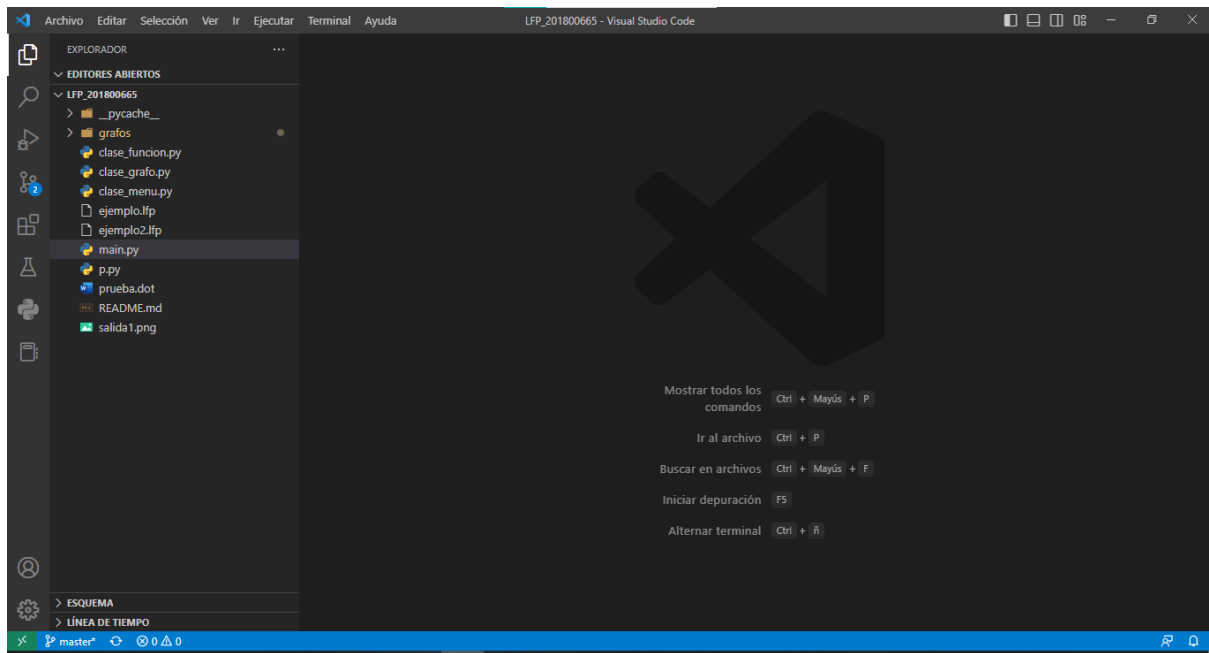 Archivo Editar Selección Ver Ir Ejecutar Terminal Ayuda LFP_201800665 - Visual Studio Code
EXPLORADOR
EDITORES ABIERTOS
LFP_201800665
__pycache__
grafos
clase_funcion.py
clase_grafo.py
clase_menu.py
ejemplo.lfp
ejemplo2.lfp
main.py
p.py
prueba.dot
README.md
salida1.png
2
Mostrar todos los
comandos Ctrl + Mayús + P
Ir al archivo Ctrl + P
Buscar en archivos Ctrl + Mayús + F
Iniciar depuración F5
Alternar terminal Ctrl + ñ
ESQUEMA
LÍNEA DE TIEMPO
master* 0 0